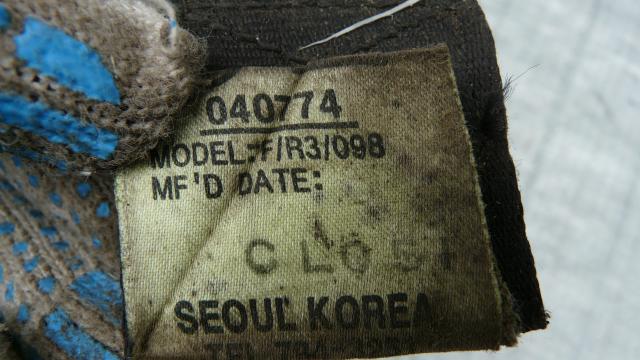 040774
MODEL:F/R3/098
MF'D DATE:
SEOUL KOREA